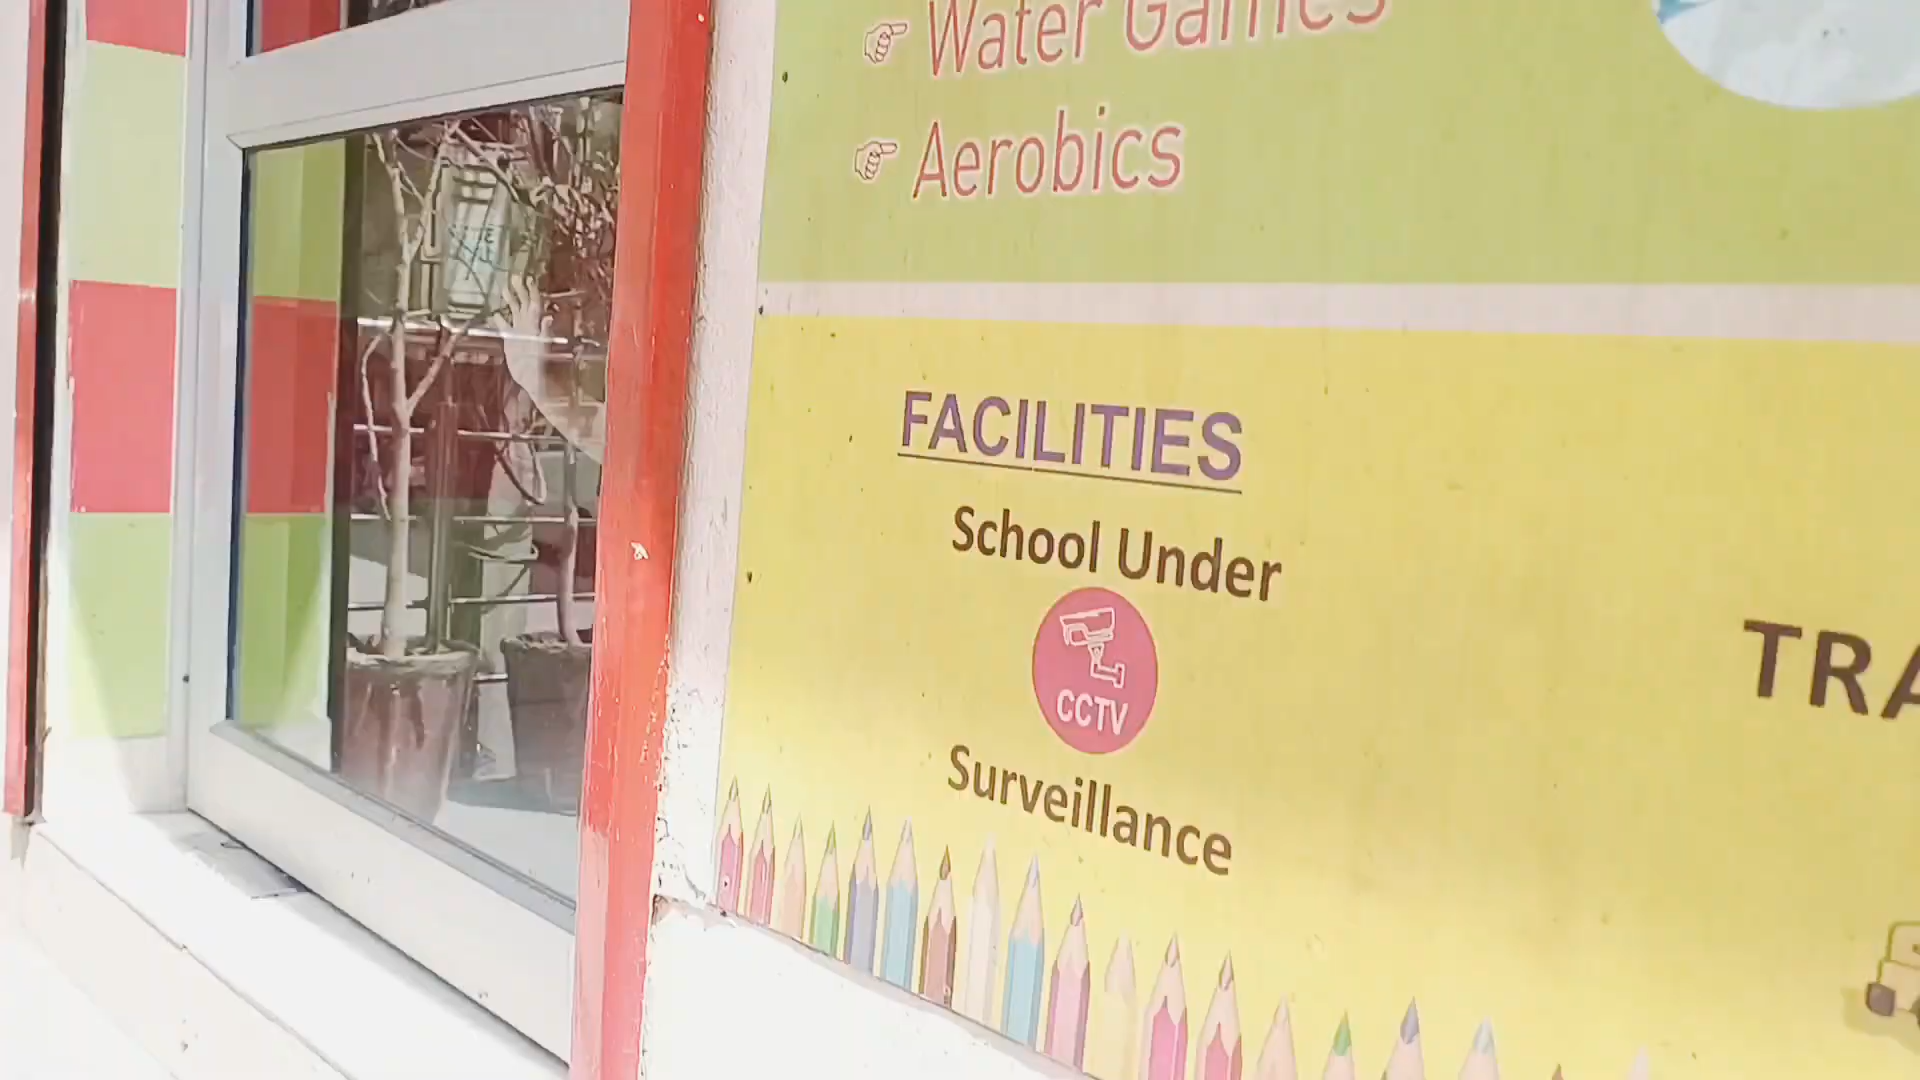 Water Games
Aerobics
FACILITIES
School Under
CCTV
Surveillance
TRA